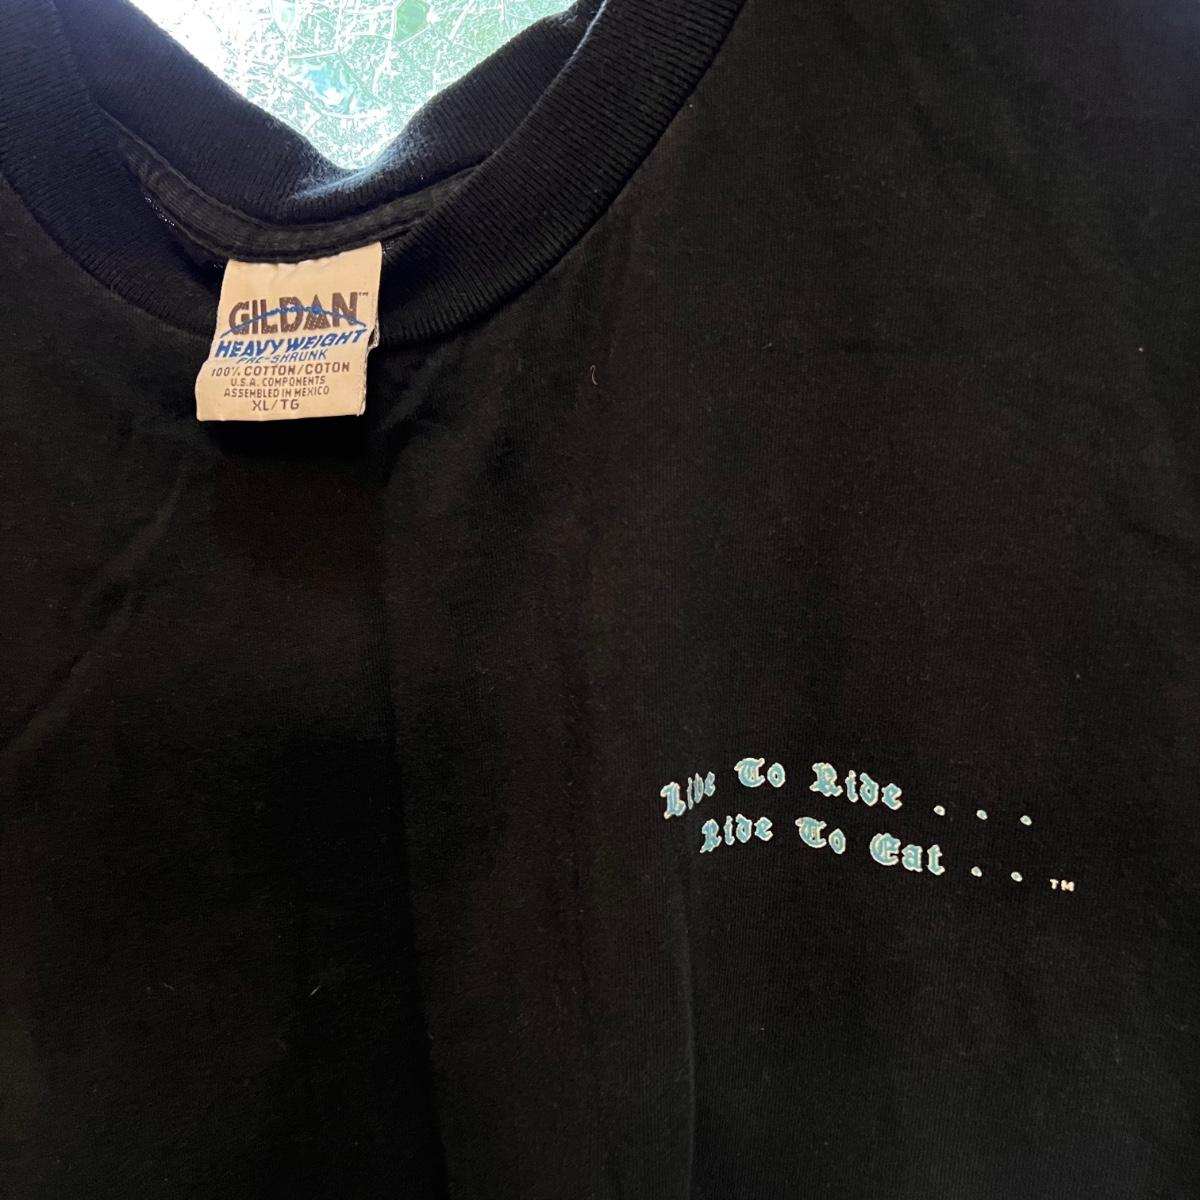 GILDAN™
HEAVY WEIGHT
PRE-SHRUNK
100% COTTON/COTON
U.S.A. COMPONENTS
ASSEMBLED IN MEXICO
XL/TG
Live To Ride . . .
Ride To Eat . . ™